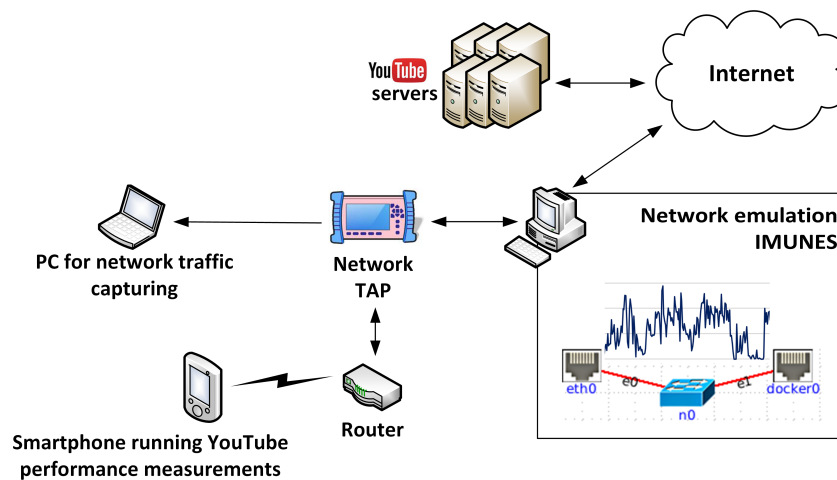 YouTube
servers
Internet
Network emulation
IMUNES
PC for network traffic
capturing
Network
TAP
eth0
e0
n0
e1
docker0
Router
Smartphone running YouTube
performance measurements